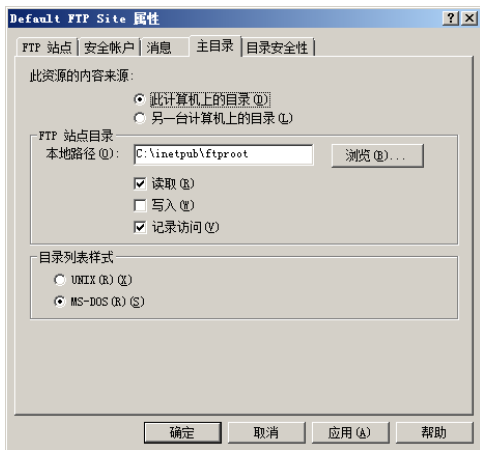 Default FTP Site 属性
FTP 站点 安全帐户 消息 主目录 目录安全性
此资源的内容来源:
此计算机上的目录(D)
另一台计算机上的目录(L)
FTP 站点目录
本地路径(O): C:\inetpub\ftproot 浏览(B)...
读取(R)
写入(W)
记录访问(V)
目录列表样式
UNIX(R)(X)
MS-DOS(R)(S)
确定 取消 应用(A) 帮助